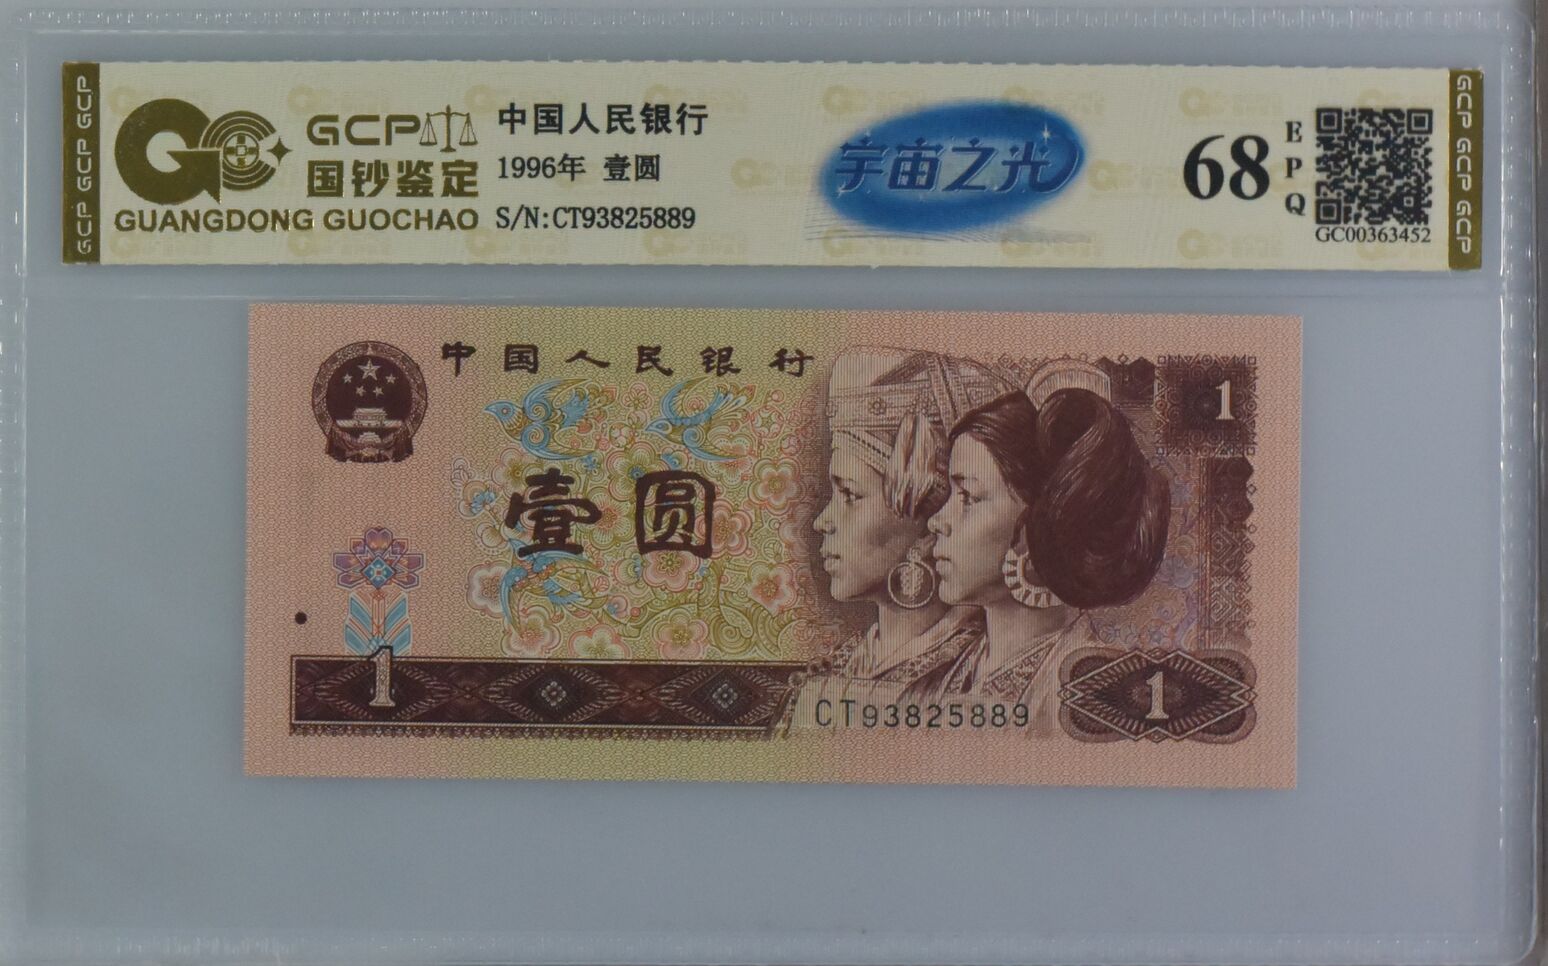 GCP GCP GCP
GCP
国钞鉴定
GUANGDONG GUOCHAO
中国人民银行
1996年 壹圆
S/N:CT93825889
宇宙之光
68
EPQ
GC00363452
GCP GCP GCP
中国人民银行
1
壹圆
1
CT93825889
1